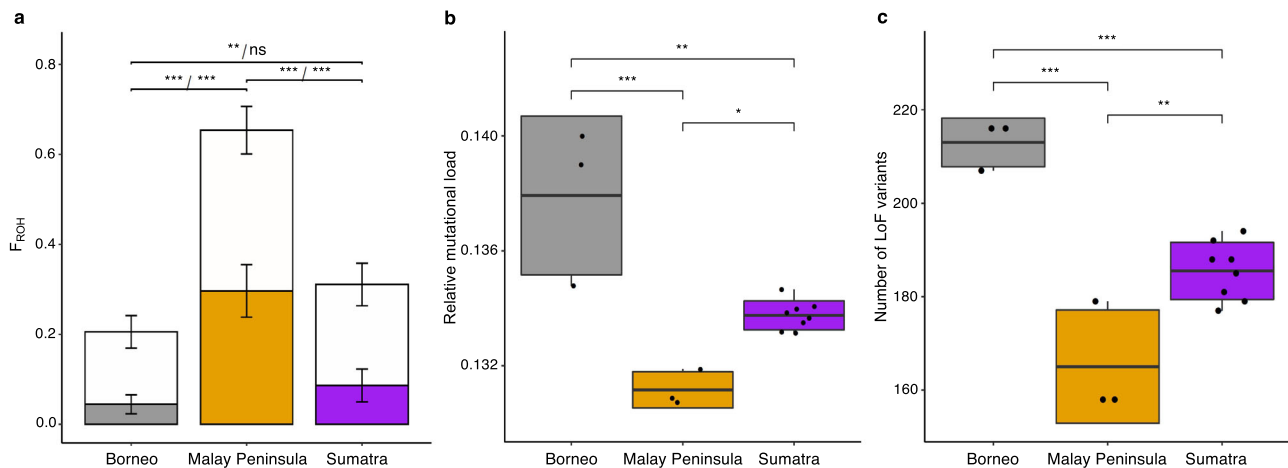 a
F_ROH
0.8
0.6
0.4
0.2
0.0
**/ns
***/ ***
***/ ***
Borneo
Malay Peninsula
Sumatra
b
Relative mutational load
0.140
0.136
0.132
**
***
*
Borneo
Malay Peninsula
Sumatra
c
Number of LoF variants
220
200
180
160
***
***
**
Borneo
Malay Peninsula
Sumatra